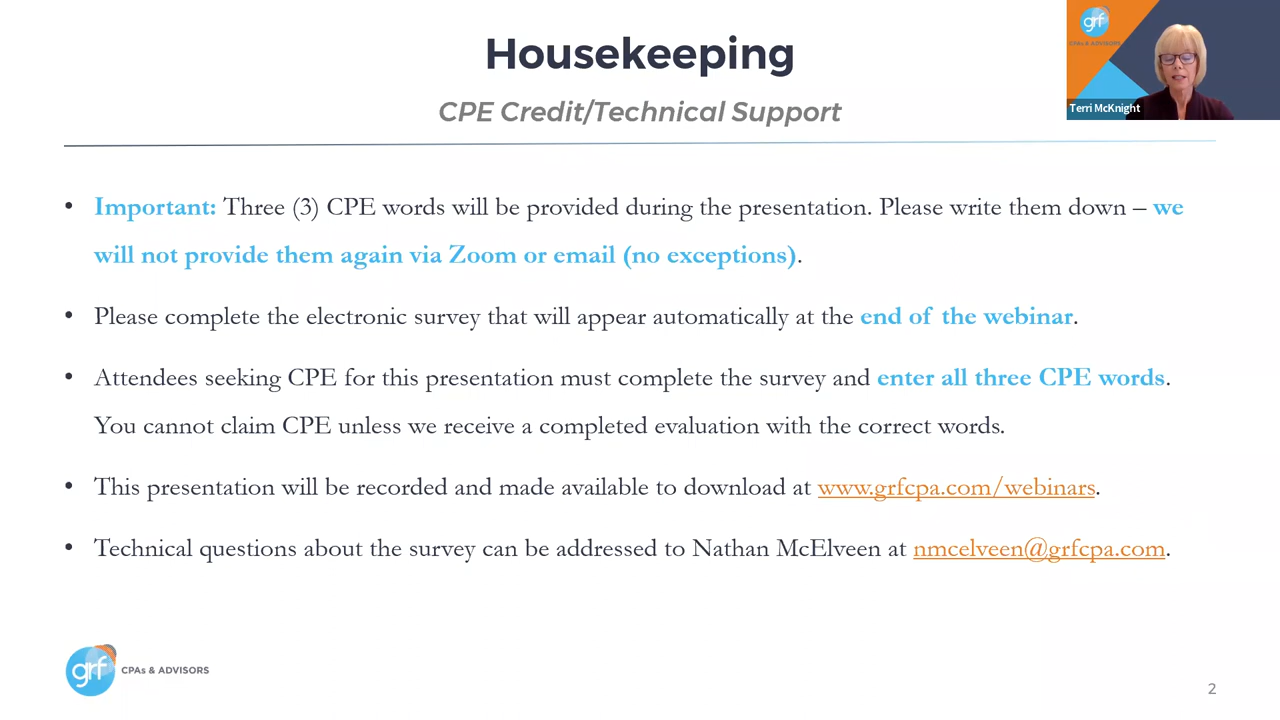 Housekeeping
CPE Credit/Technical Support
grf
CPAs & ADVISORS
Terri McKnight
• Important: Three (3) CPE words will be provided during the presentation. Please write them down – we
will not provide them again via Zoom or email (no exceptions).
• Please complete the electronic survey that will appear automatically at the end of the webinar.
• Attendees seeking CPE for this presentation must complete the survey and enter all three CPE words.
You cannot claim CPE unless we receive a completed evaluation with the correct words.
• This presentation will be recorded and made available to download at www.grfcpa.com/webinars.
• Technical questions about the survey can be addressed to Nathan McElveen at nmcelveen@grfcpa.com.
grf CPAs & ADVISORS
2